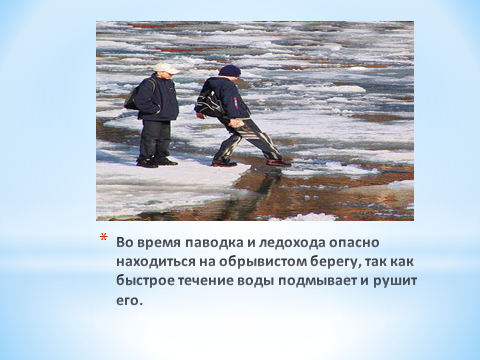 * Во время паводка и ледохода опасно
находиться на обрывистом берегу, так как
быстрое течение воды подмывает и рушит
его.